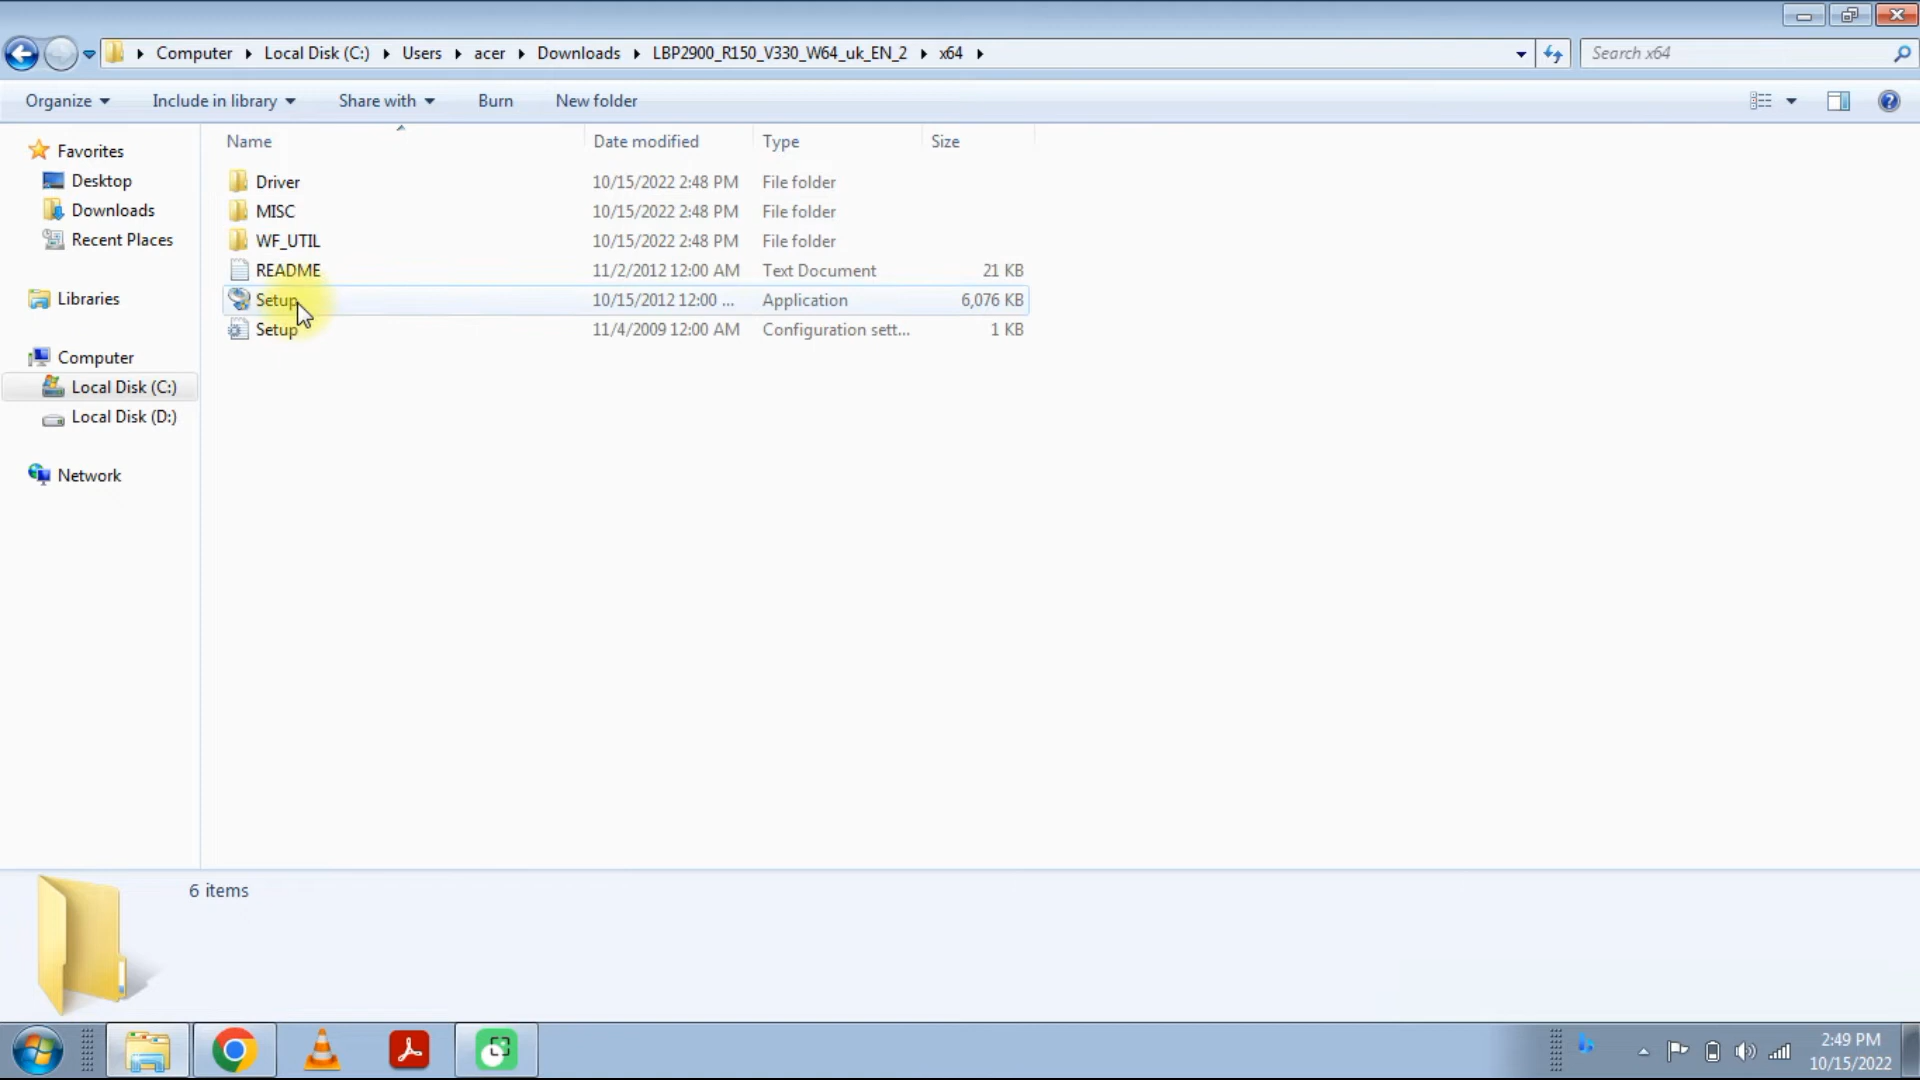 Computer Local Disk (C:) Users acer Downloads LBP2900_R150_V330_W64_uk_EN_2 x64
Search x64
Organize Include in library Share with Burn New folder
Name Date modified Type Size
Favorites
Desktop
Downloads
Recent Places
Libraries
Computer
Local Disk (C:)
Local Disk (D:)
Network
Driver 10/15/2022 2:48 PM File folder
MISC 10/15/2022 2:48 PM File folder
WF_UTIL 10/15/2022 2:48 PM File folder
README 11/2/2012 12:00 AM Text Document 21 KB
Setup 10/15/2012 12:00 ... Application 6,076 KB
Setup 11/4/2009 12:00 AM Configuration sett... 1 KB
6 items
2:49 PM
10/15/2022